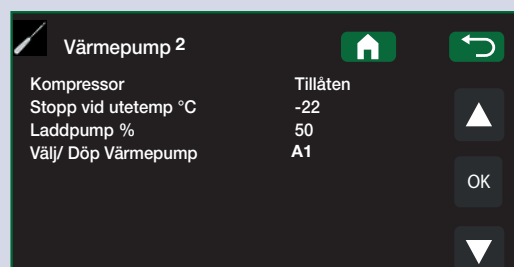 Värmepump 2
Kompressor Tillåten
Stopp vid utetemp °C -22
Laddpump % 50
Välj/ Döp Värmepump A1
OK